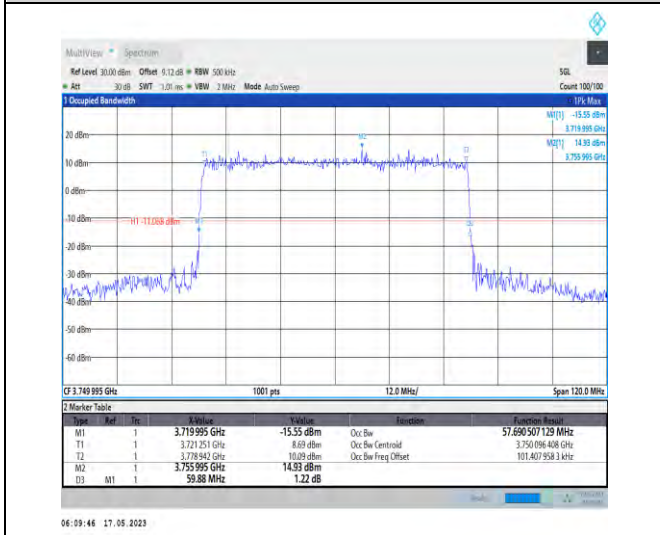 MultiView Spectrum
Ref Level 30.00 dBm Offset 9.12 dB RBW 500 kHz SGL
Att 30 dB SWT 1.01 ms VBW 2 MHz Mode Auto Sweep Count 100/100
1 Occupied Bandwidth 1Pk Max
M1[1] -15.55 dBm
3.719 995 GHz
M2[1] 14.93 dBm
3.755 995 GHz
20 dBm
M2
T1
10 dBm
0 dBm
-10 dBm
H1 -11.068 dBm
-20 dBm
-30 dBm
-40 dBm
-50 dBm
-60 dBm
CF 3.749 995 GHz 1001 pts 12.0 MHz/ Span 120.0 MHz
2 Marker Table
Type Ref Trc X-Value Y-Value Function Function Result
M1 1 3.719 995 GHz -15.55 dBm Occ Bw 57.690 507 129 MHz
T1 1 3.721 251 GHz 8.69 dBm Occ Bw Centroid 3.750 096 408 GHz
T2 1 3.778 942 GHz 10.09 dBm Occ Bw Freq Offset 101.407 958 3 kHz
M2 1 3.755 995 GHz 14.93 dBm
D3 M1 1 59.88 MHz 1.22 dB
06:09:46 17.05.2023